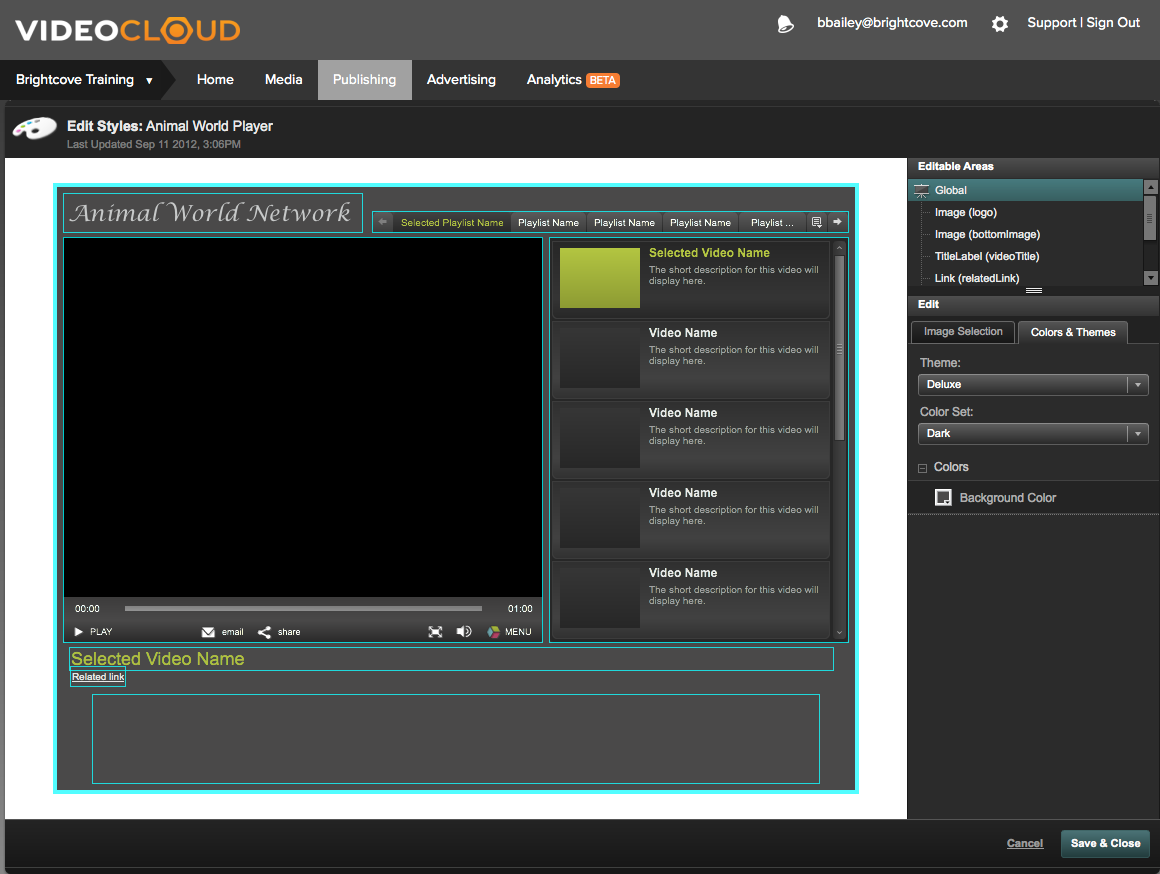 VIDEOCLOUD
bbailey@brightcove.com
Support | Sign Out
Brightcove Training ▼
Home
Media
Publishing
Advertising
Analytics BETA
Edit Styles: Animal World Player
Last Updated Sep 11 2012, 3:06PM
Animal World Network
Selected Playlist Name
Playlist Name
Playlist Name
Playlist Name
Playlist ...
Selected Video Name
The short description for this video will
display here.
Video Name
The short description for this video will
display here.
Video Name
The short description for this video will
display here.
Video Name
The short description for this video will
display here.
Video Name
The short description for this video will
display here.
00:00
01:00
PLAY
email
share
MENU
Selected Video Name
Related link
Editable Areas
Global
Image (logo)
Image (bottomImage)
TitleLabel (videoTitle)
Link (relatedLink)
Edit
Image Selection
Colors & Themes
Theme:
Deluxe
Color Set:
Dark
Colors
Background Color
Cancel
Save & Close